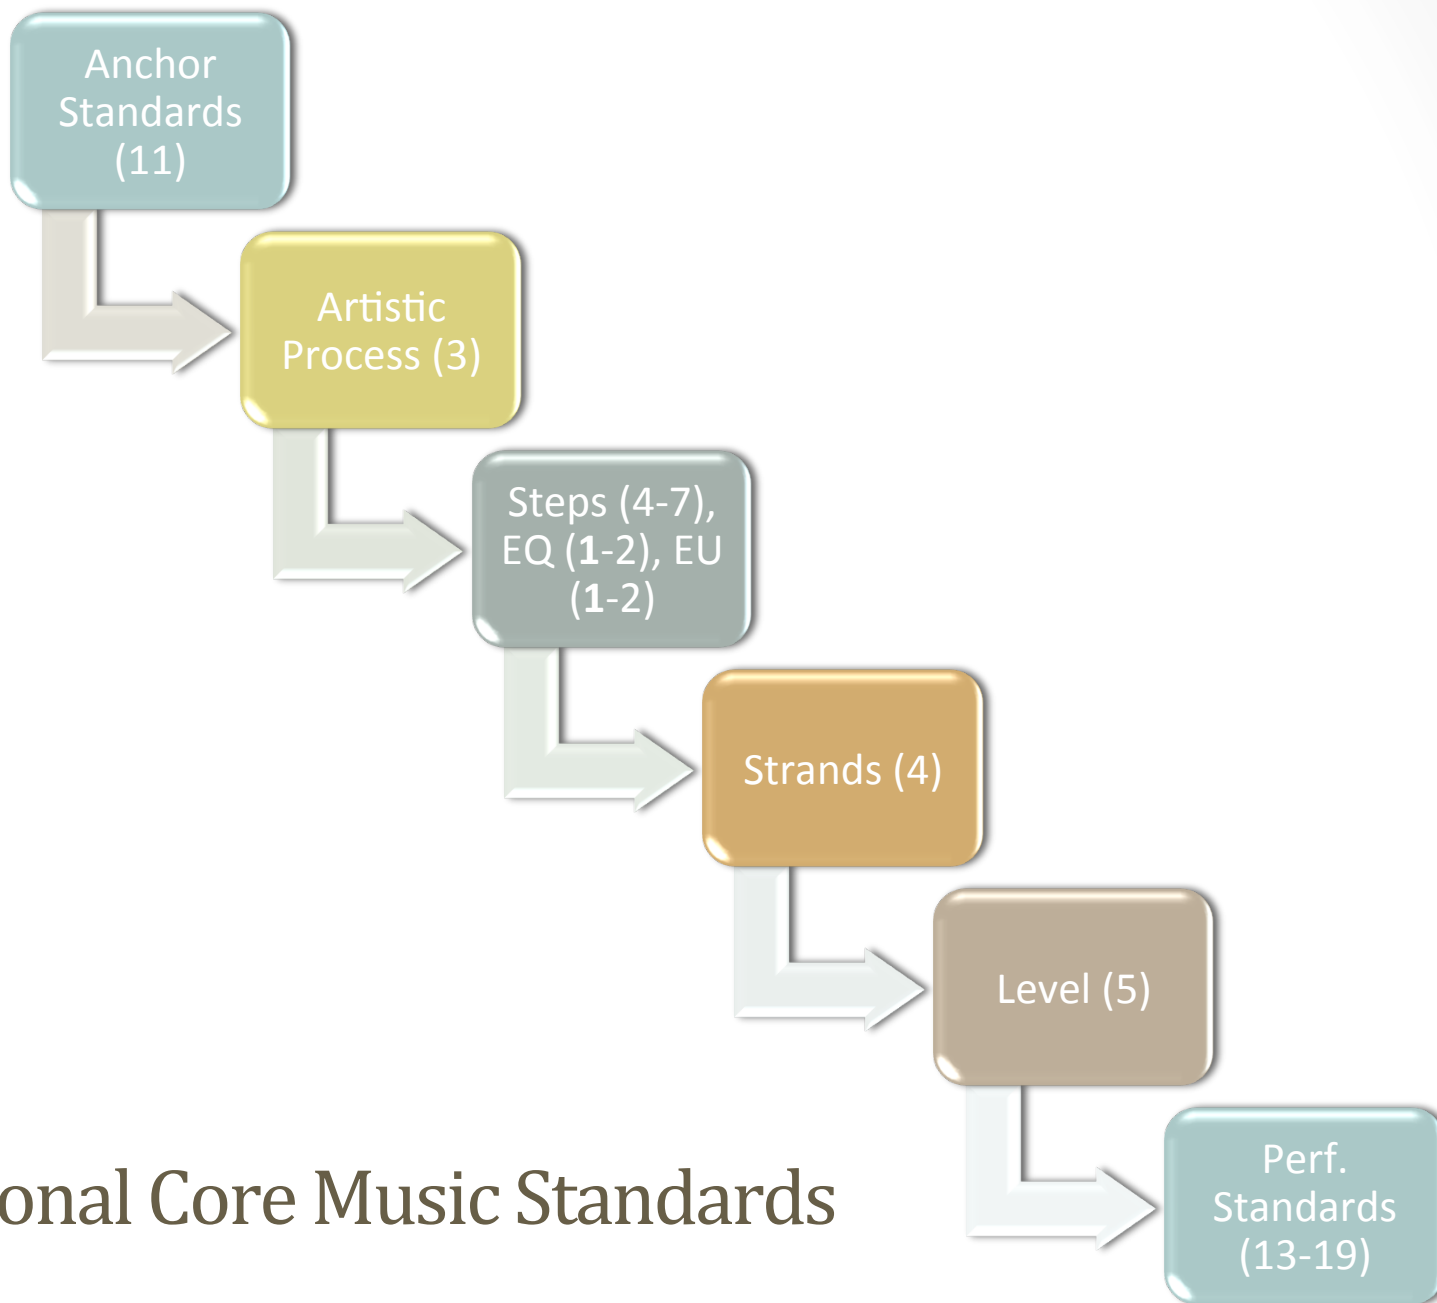 Anchor
Standards
(11)
Artistic
Process (3)
Steps (4-7),
EQ (1-2), EU
(1-2)
Strands (4)
Level (5)
Perf.
Standards
(13-19)
onal Core Music Standards